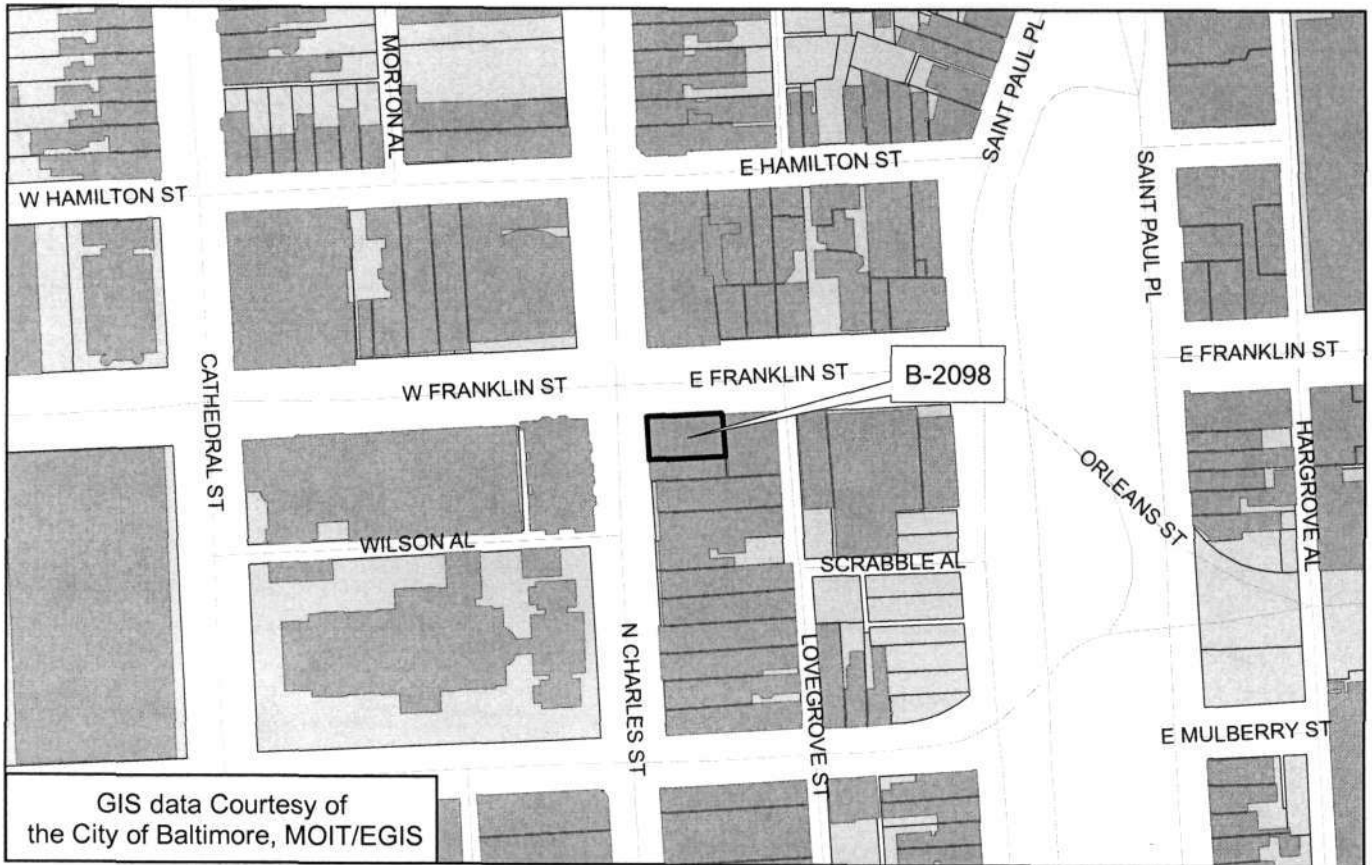 MORTON AL
SAINT PAUL PL
E HAMILTON ST
W HAMILTON ST
SAINT PAUL PL
E FRANKLIN ST
CATHEDRAL ST
W FRANKLIN ST
E FRANKLIN ST
B-2098
HARGROVE AL
ORLEANS ST
WILSON AL
SCRABBLE AL
N CHARLES ST
LOVEGROVE ST
E MULBERRY ST
GIS data Courtesy of
the City of Baltimore, MOIT/EGIS